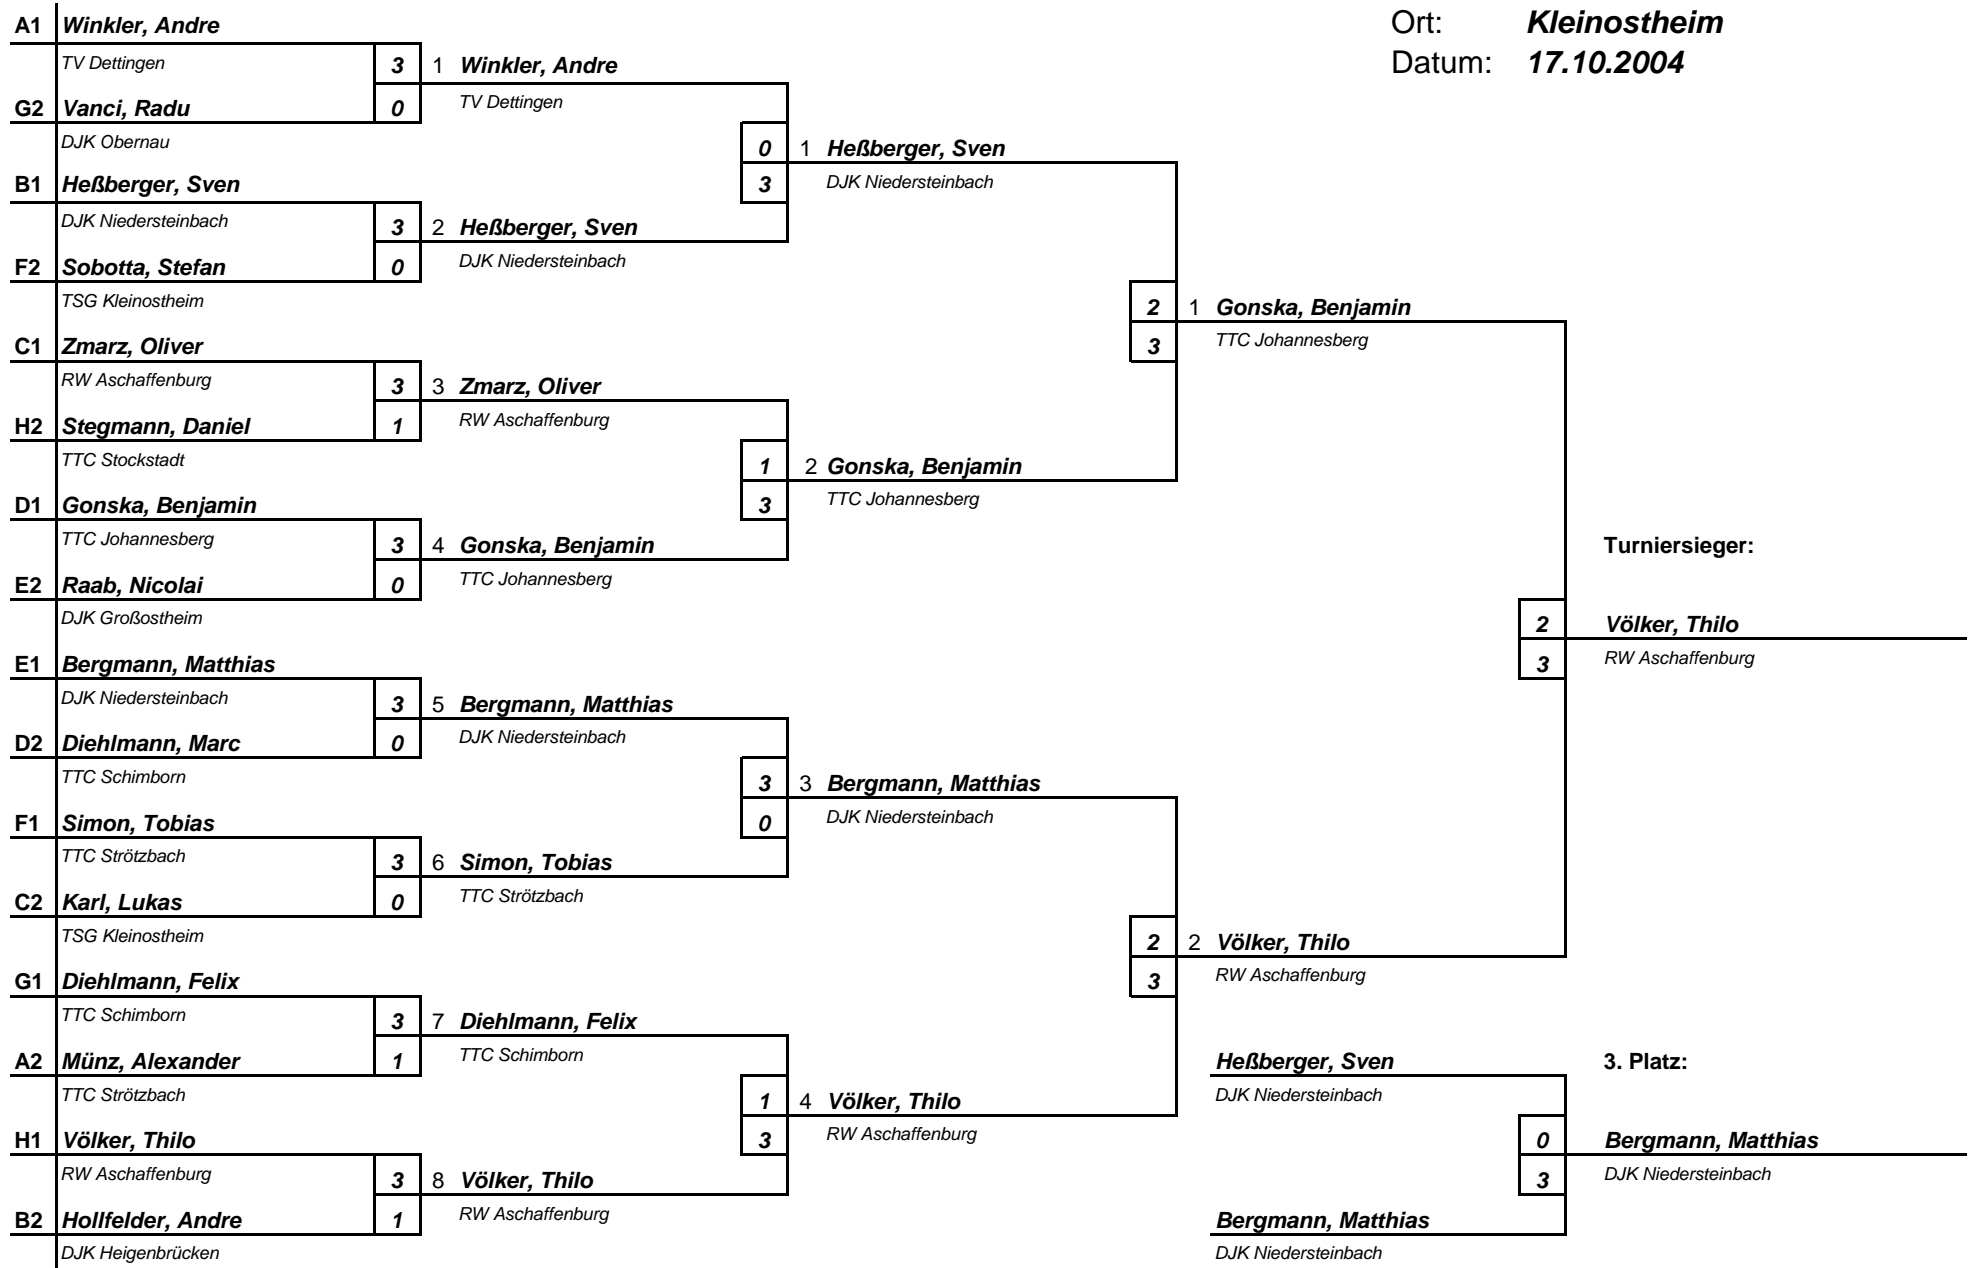 Ort: Kleinostheim
Datum: 17.10.2004
A1 Winkler, Andre
TV Dettingen 3 1 Winkler, Andre
G2 Vanci, Radu 0 TV Dettingen
DJK Obernau 0 1 Heßberger, Sven
B1 Heßberger, Sven 3 DJK Niedersteinbach
DJK Niedersteinbach 3 2 Heßberger, Sven
F2 Sobotta, Stefan 0 DJK Niedersteinbach
TSG Kleinostheim 2 1 Gonska, Benjamin
C1 Zmarz, Oliver 3 TTC Johannesberg
RW Aschaffenburg 3 3 Zmarz, Oliver
H2 Stegmann, Daniel 1 RW Aschaffenburg
TTC Stockstadt 1 2 Gonska, Benjamin
D1 Gonska, Benjamin 3 TTC Johannesberg
TTC Johannesberg 3 4 Gonska, Benjamin Turniersieger:
E2 Raab, Nicolai 0 TTC Johannesberg
DJK Großostheim 2 Völker, Thilo
E1 Bergmann, Matthias 3 RW Aschaffenburg
DJK Niedersteinbach 3 5 Bergmann, Matthias
D2 Diehlmann, Marc 0 DJK Niedersteinbach
TTC Schimborn 3 3 Bergmann, Matthias
F1 Simon, Tobias 0 DJK Niedersteinbach
TTC Strötzbach 3 6 Simon, Tobias
C2 Karl, Lukas 0 TTC Strötzbach
TSG Kleinostheim 2 2 Völker, Thilo
G1 Diehlmann, Felix 3 RW Aschaffenburg
TTC Schimborn 3 7 Diehlmann, Felix
A2 Münz, Alexander 1 TTC Schimborn Heßberger, Sven 3. Platz:
TTC Strötzbach 1 4 Völker, Thilo DJK Niedersteinbach
H1 Völker, Thilo 3 RW Aschaffenburg 0 Bergmann, Matthias
RW Aschaffenburg 3 8 Völker, Thilo 3 DJK Niedersteinbach
B2 Hollfelder, Andre 1 RW Aschaffenburg Bergmann, Matthias
DJK Heigenbrücken DJK Niedersteinbach